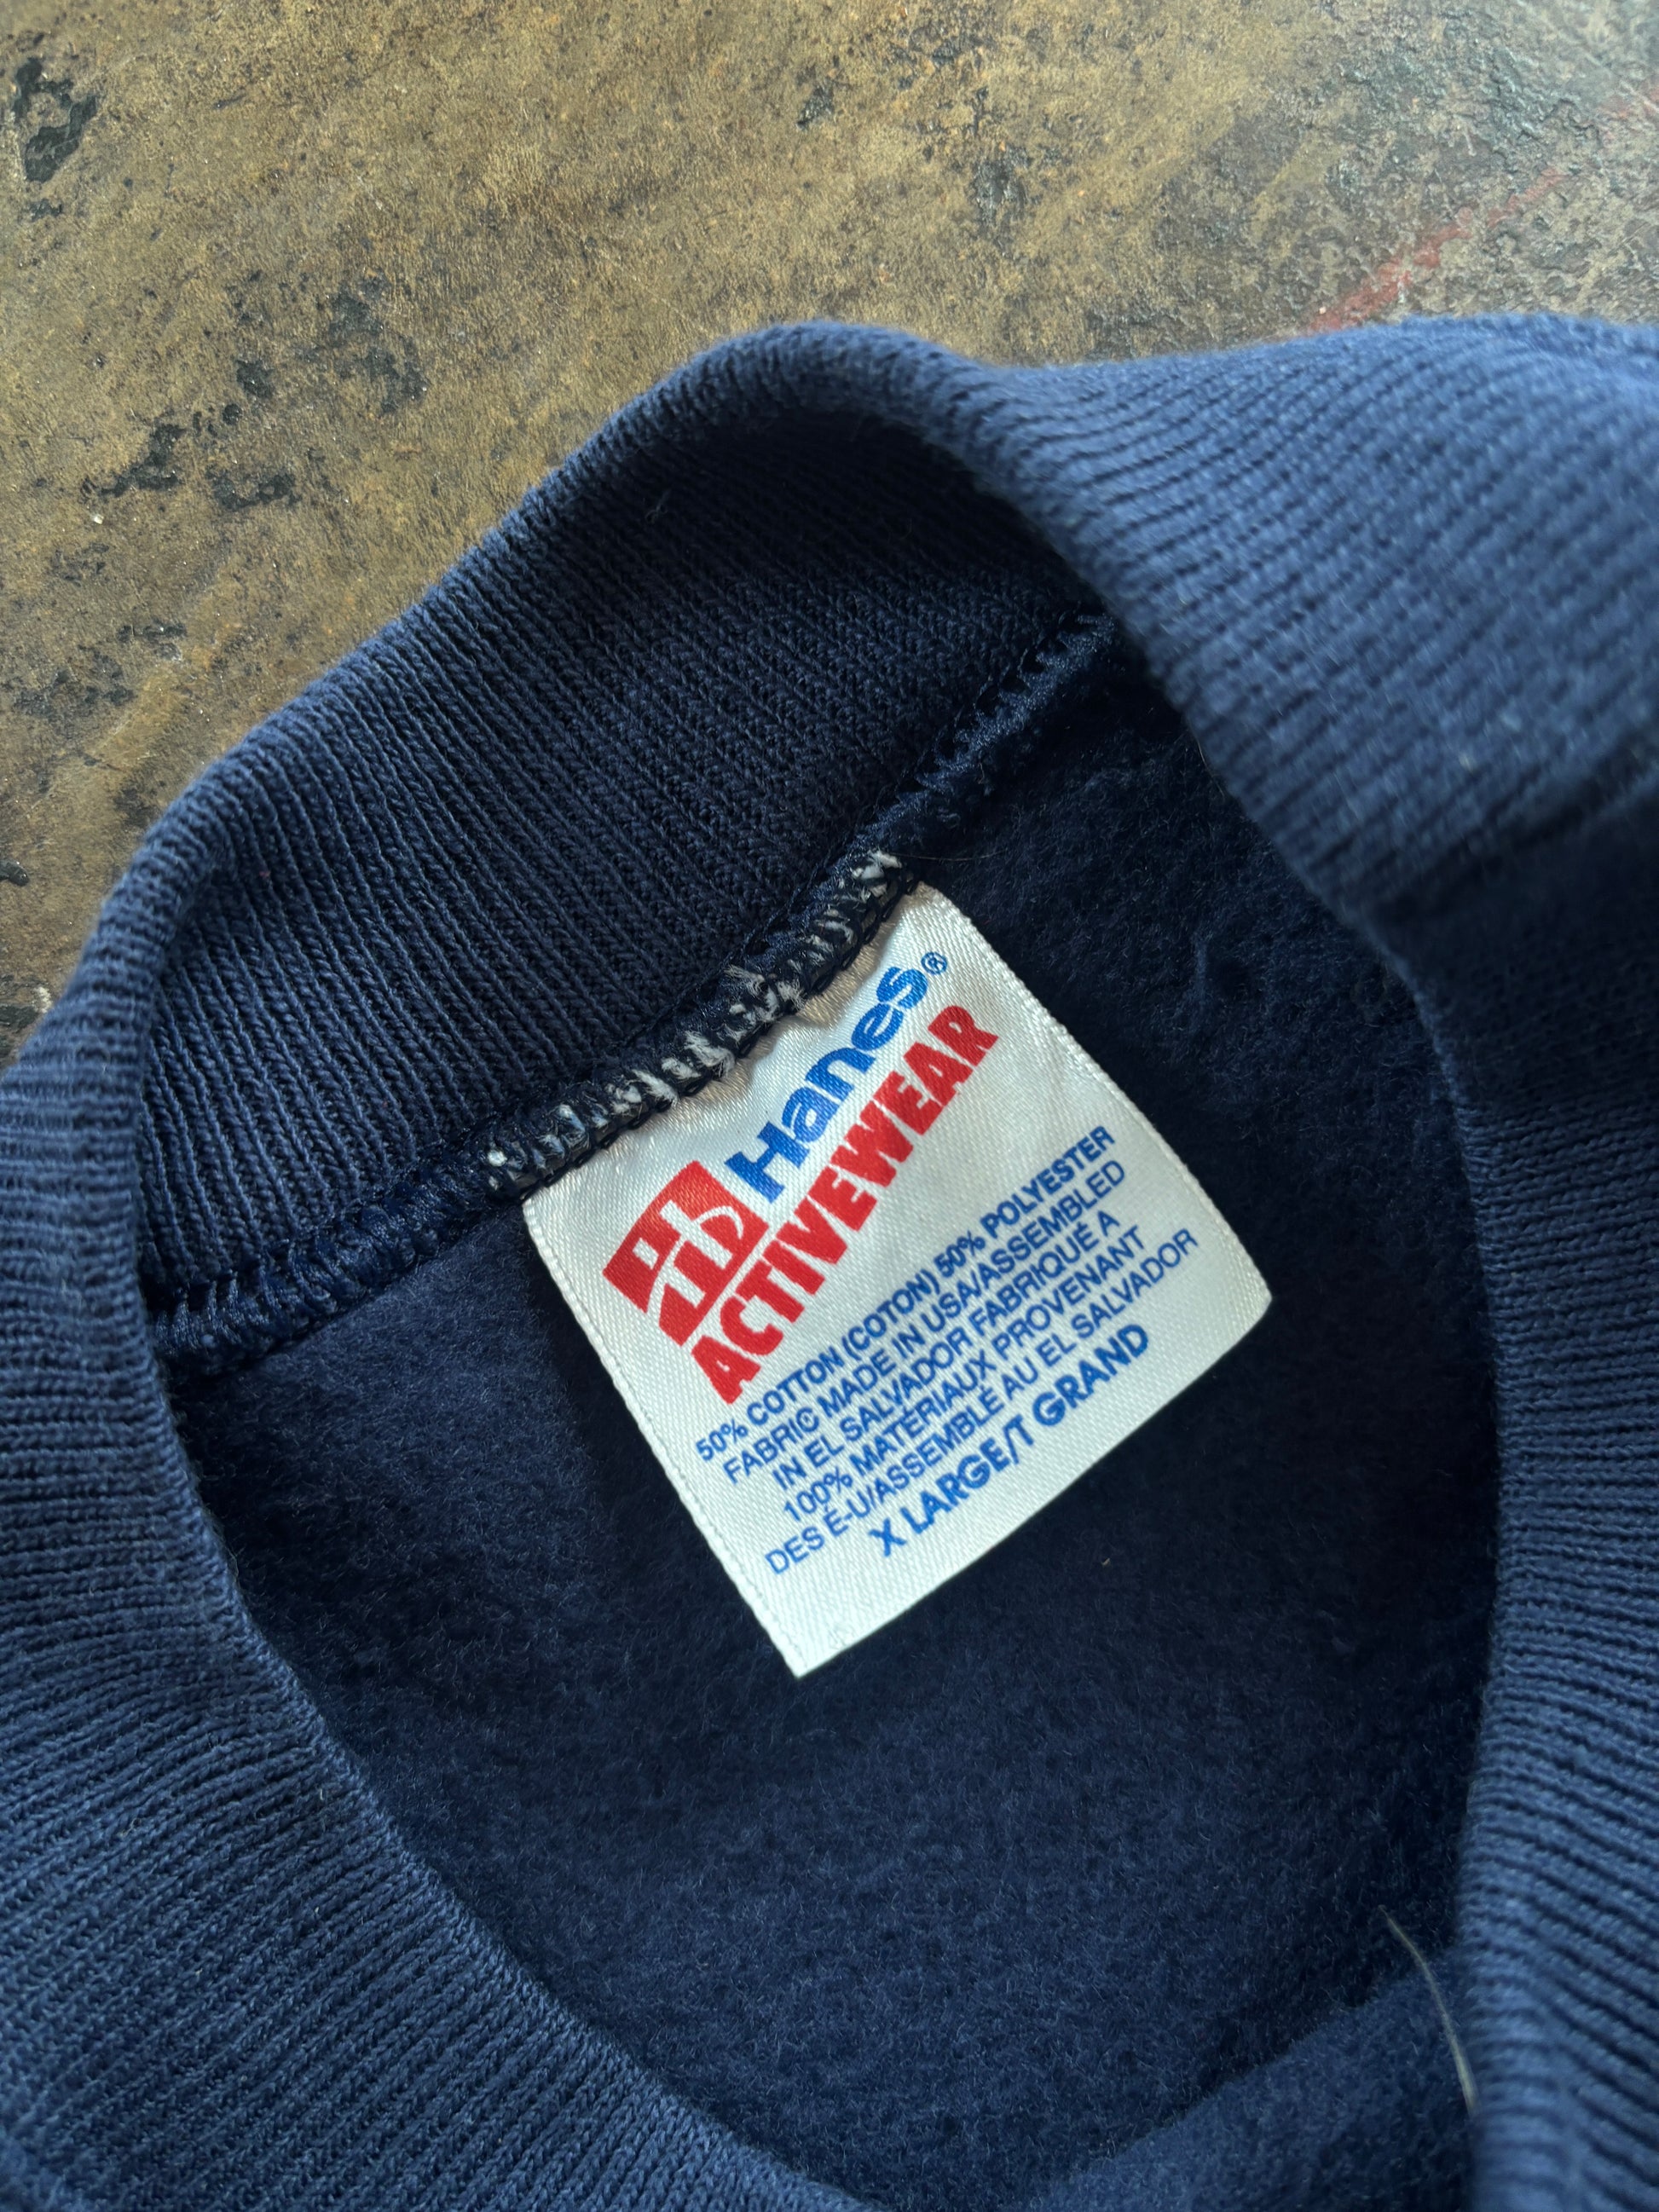 Hanes®
ACTIVEWEAR
50% COTTON (COTON) 50% POLYESTER
FABRIC MADE IN USA/ASSEMBLED
IN EL SALVADOR FABRIQUÉ A
100% MATÉRIAUX PROVENANT
DES É-U/ASSEMBLÉ AU EL SALVADOR
X LARGE/T GRAND